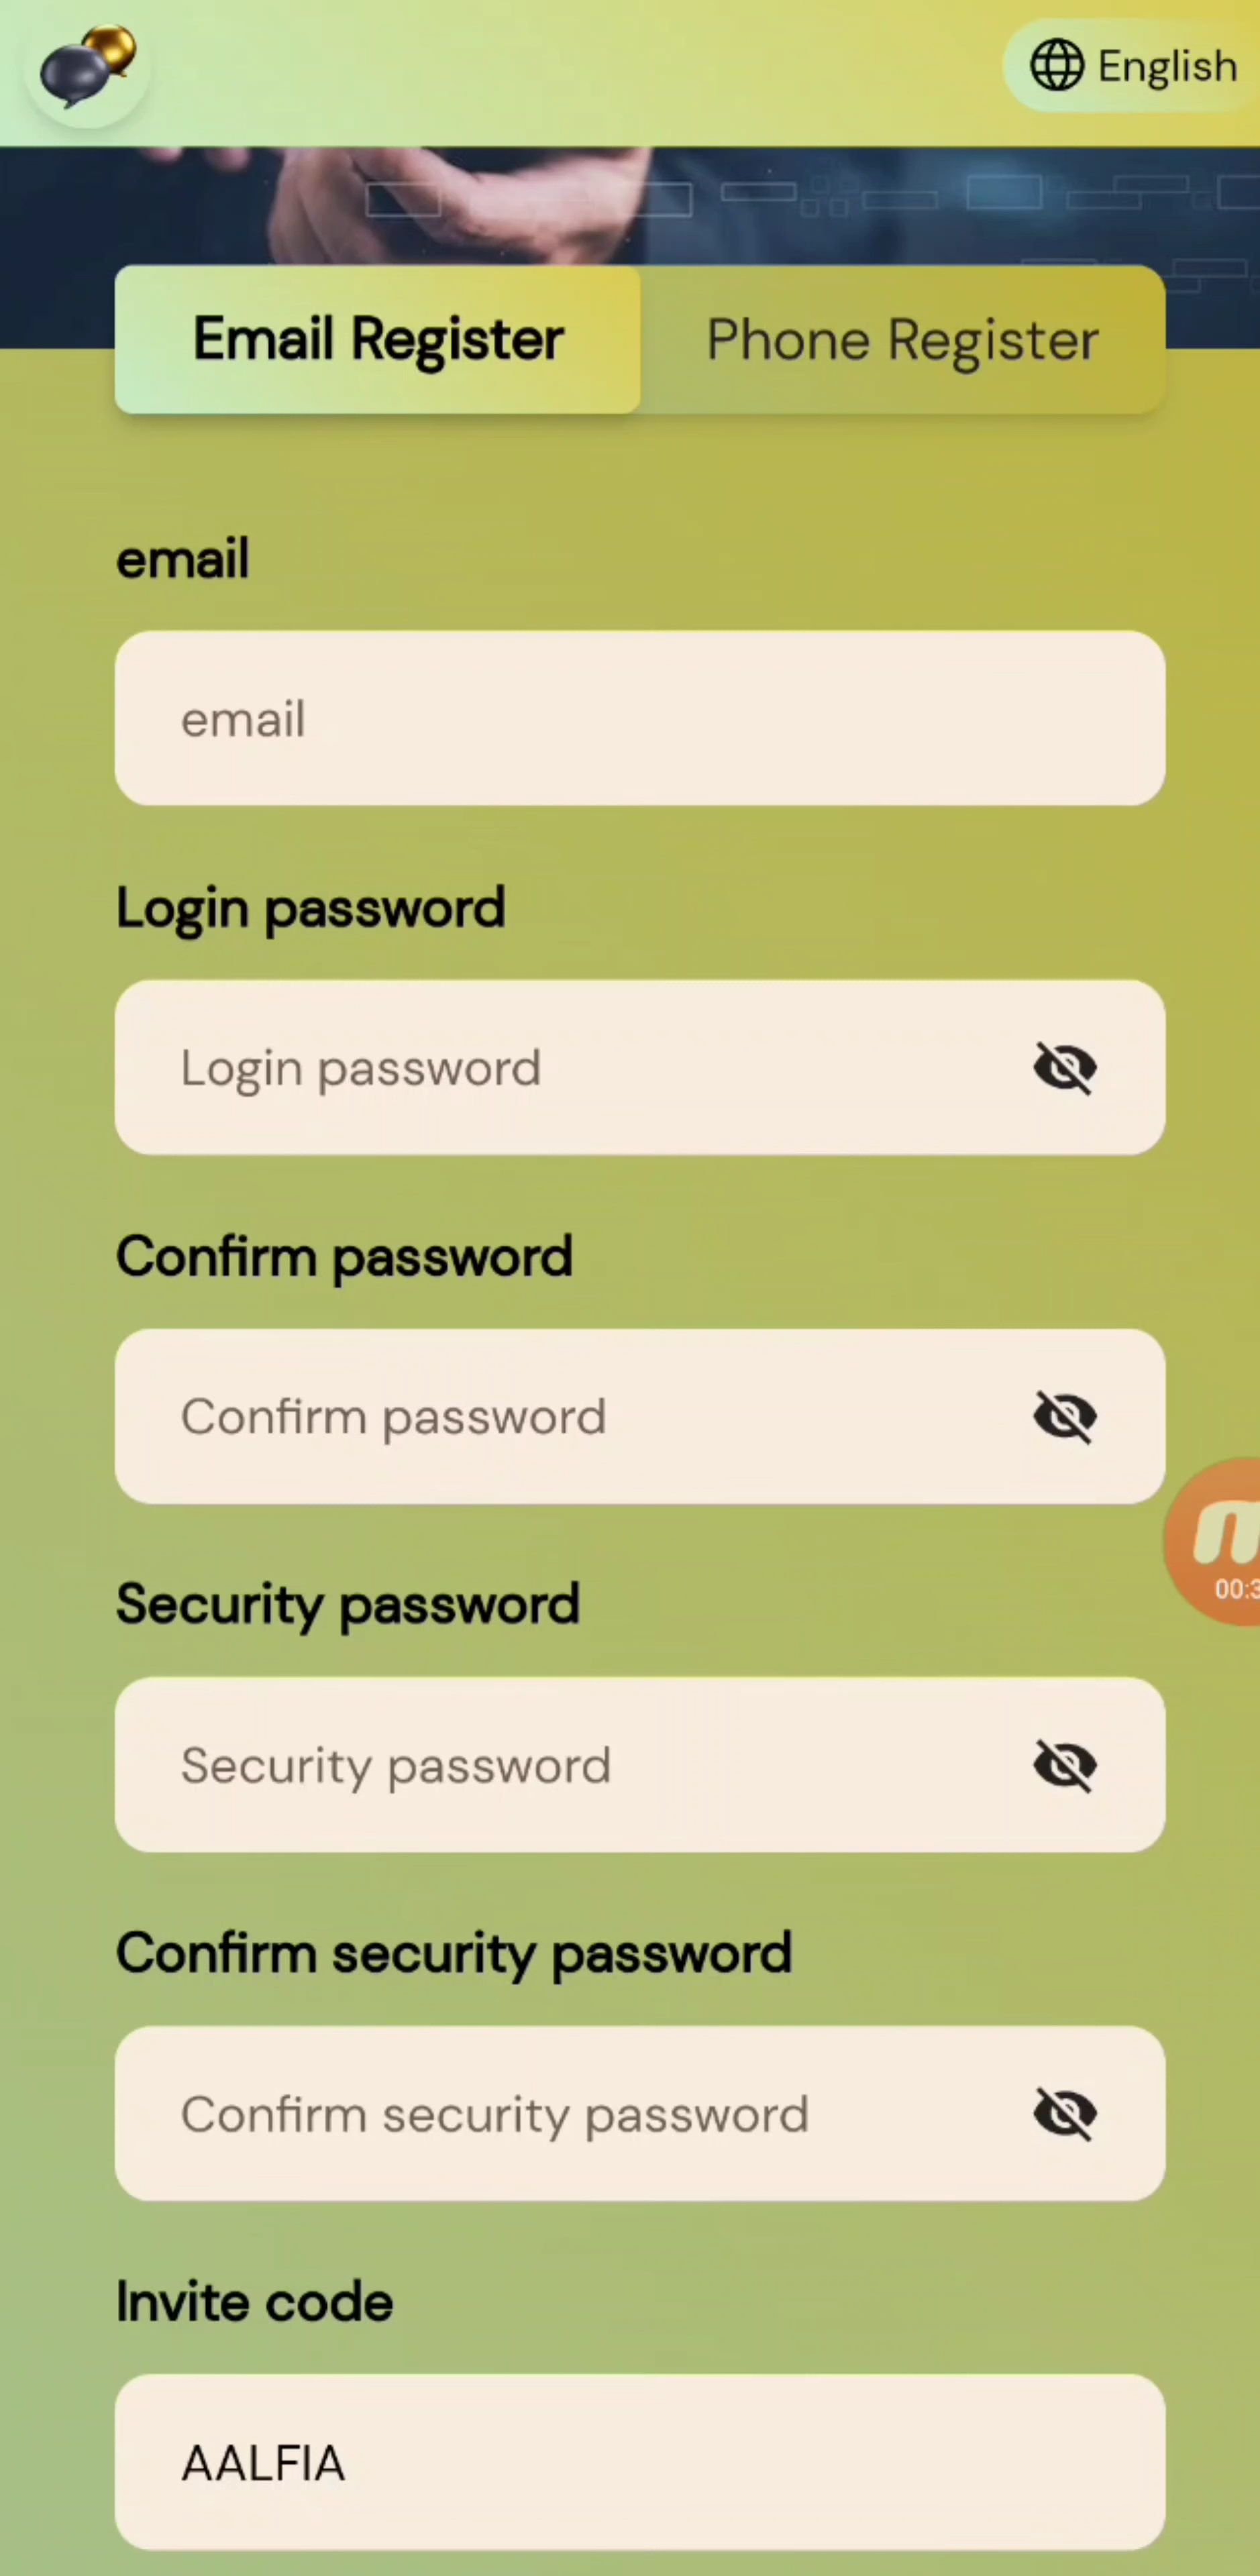 English
Email Register
Phone Register
email
email
Login password
Login password
Confirm password
Confirm password
Security password
Security password
Confirm security password
Confirm security password
Invite code
AALFIA